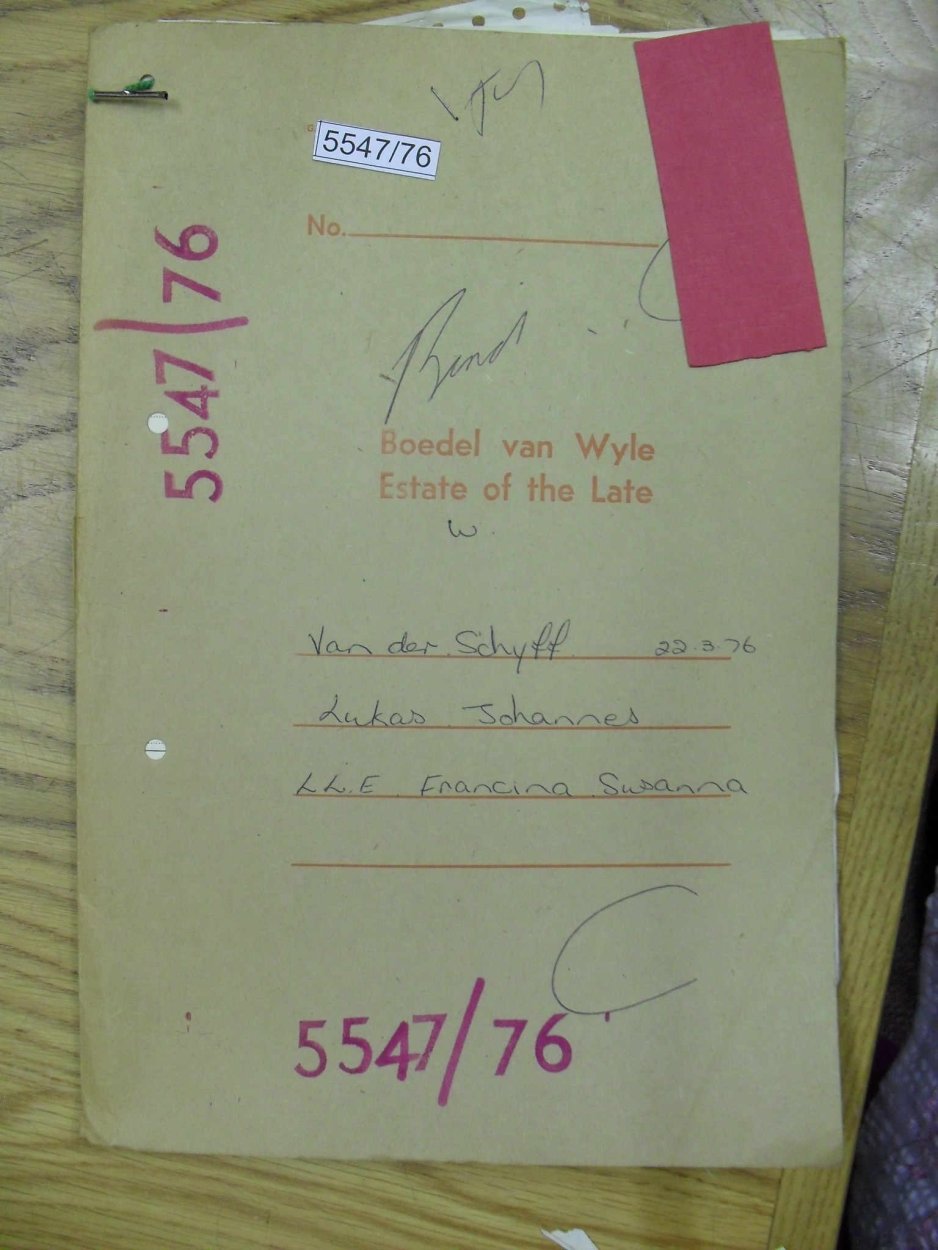 5547/76
No.
5547/76
Boedel van Wyle
Estate of the Late
W.
Van der Schyff 22.3.76
Lukas Johannes
L.L.E Francina Susanna
C
5547/76